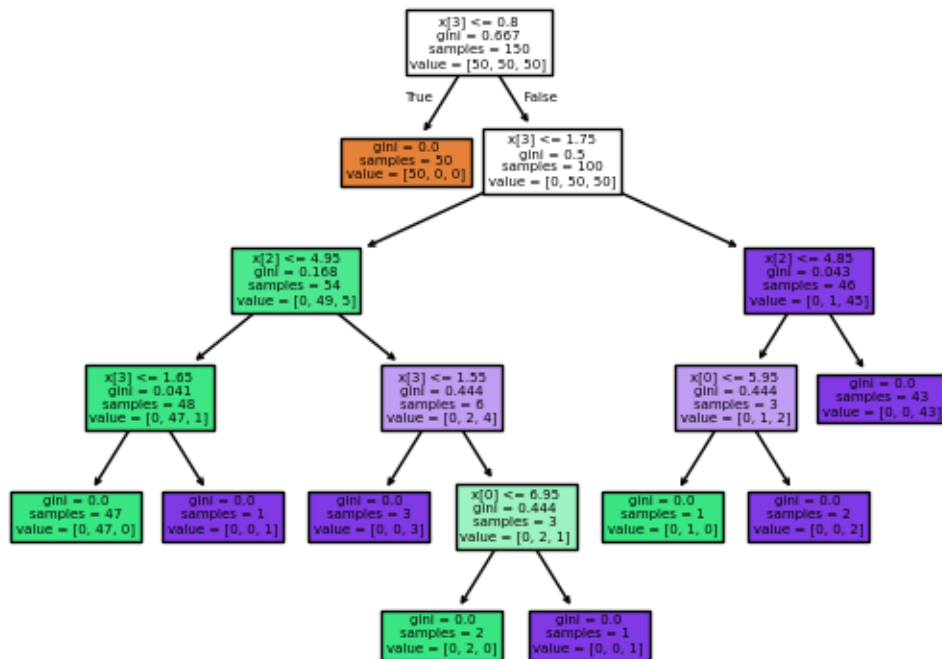 x[3] <= 0.8
gini = 0.667
samples = 150
value = [50, 50, 50]
True
False
gini = 0.0
samples = 50
value = [50, 0, 0]
x[3] <= 1.75
gini = 0.5
samples = 100
value = [0, 50, 50]
x[2] <= 4.95
gini = 0.168
samples = 54
value = [0, 49, 5]
x[2] <= 4.85
gini = 0.043
samples = 46
value = [0, 1, 45]
x[3] <= 1.65
gini = 0.041
samples = 48
value = [0, 47, 1]
x[3] <= 1.55
gini = 0.444
samples = 6
value = [0, 2, 4]
x[0] <= 5.95
gini = 0.444
samples = 3
value = [0, 1, 2]
gini = 0.0
samples = 43
value = [0, 0, 43]
gini = 0.0
samples = 47
value = [0, 47, 0]
gini = 0.0
samples = 1
value = [0, 0, 1]
gini = 0.0
samples = 3
value = [0, 0, 3]
x[0] <= 6.95
gini = 0.444
samples = 3
value = [0, 2, 1]
gini = 0.0
samples = 1
value = [0, 1, 0]
gini = 0.0
samples = 2
value = [0, 0, 2]
gini = 0.0
samples = 2
value = [0, 2, 0]
gini = 0.0
samples = 1
value = [0, 0, 1]